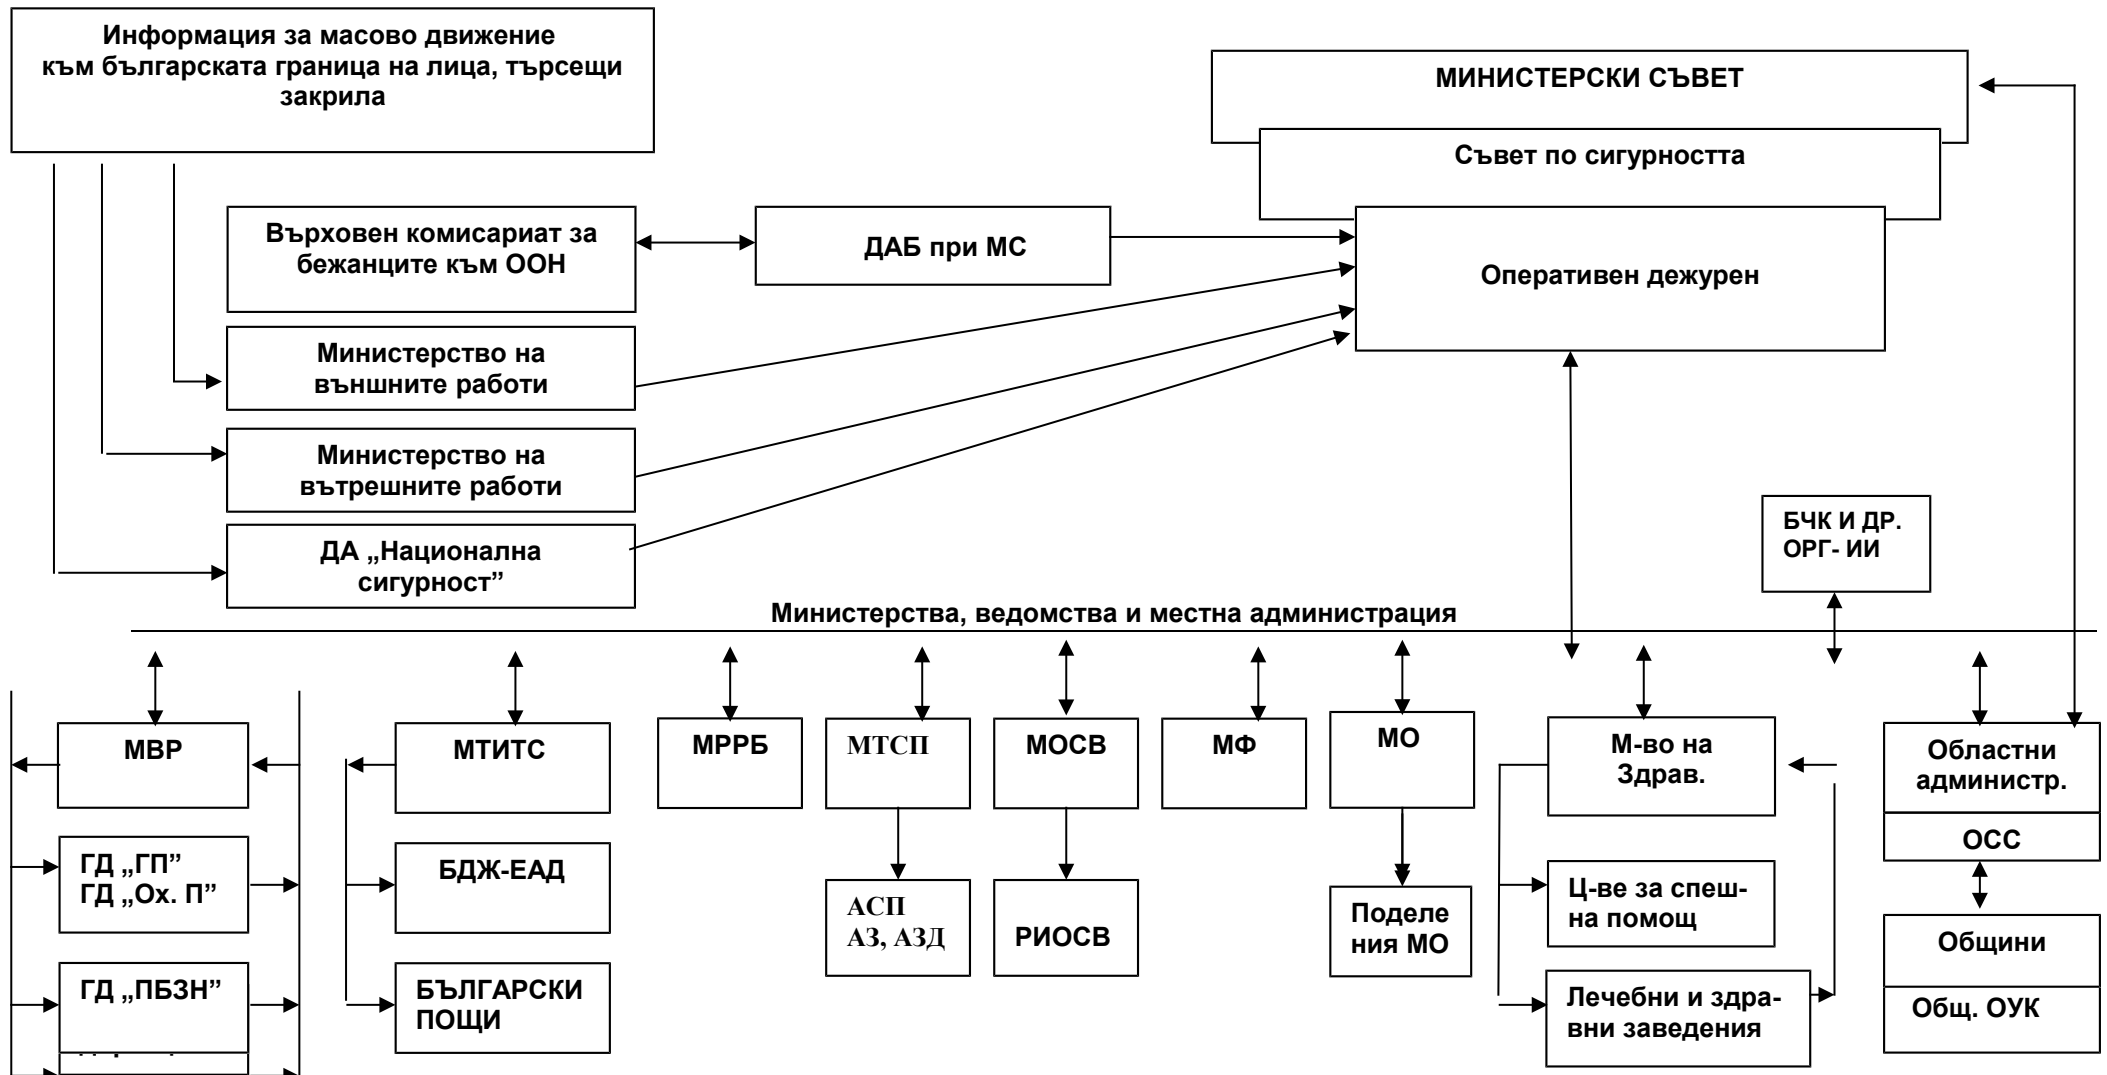 Информация за масово движение
към българската граница на лица, търсещи
закрила
МИНИСТЕРСКИ СЪВЕТ
Съвет по сигурността
Върховен комисариат за
бежанците към ООН
ДАБ при МС
Оперативен дежурен
Министерство на
външните работи
Министерство на
вътрешните работи
ДА „Национална
сигурност”
БЧК И ДР.
ОРГ- ИИ
Министерства, ведомства и местна администрация
МВР
МТИТС
МРРБ
МТСП
МОСВ
МФ
МО
М-во на
Здрав.
Областни
администр.
ОСС
ГД „ГП”
ГД „Ох. П”
БДЖ-ЕАД
АСП
АЗ, АЗД
РИОСВ
Поделе
ния МО
Ц-ве за спеш-
на помощ
Общини
ГД „ПБЗН”
БЪЛГАРСКИ
ПОЩИ
Лечебни и здра-
вни заведения
Общ. ОУК